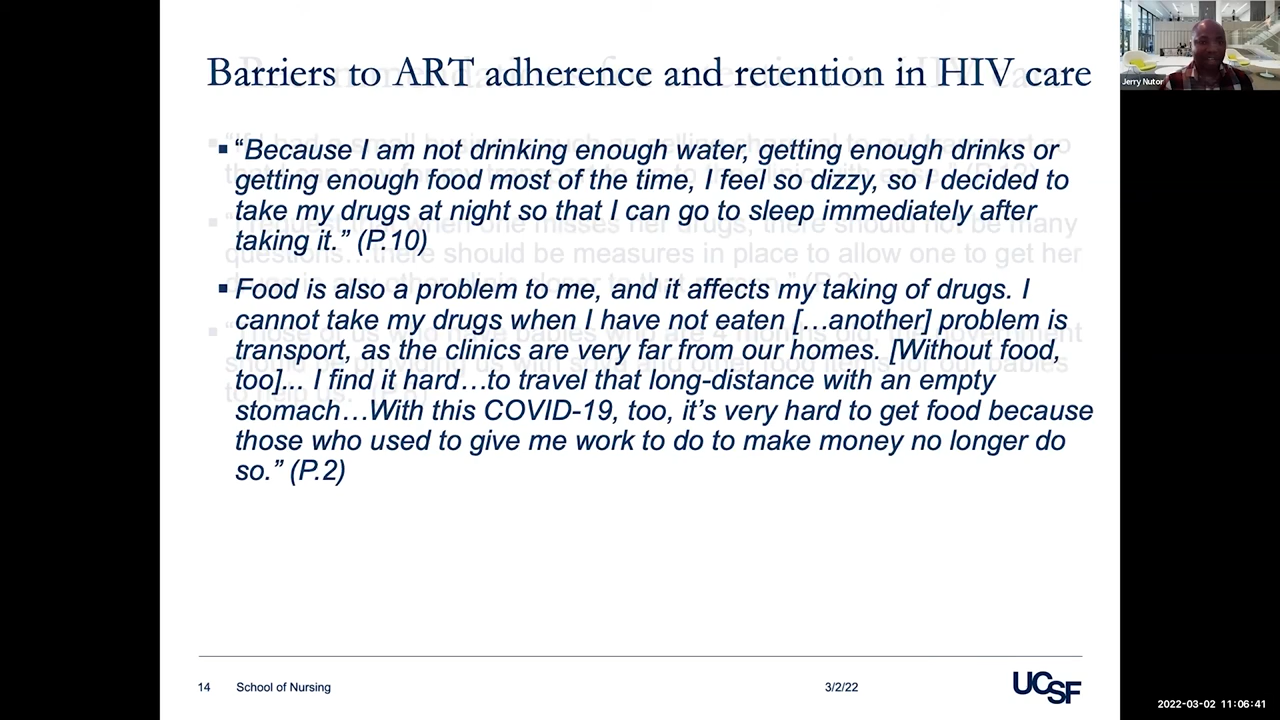 Barriers to ART adherence and retention in HIV care
▪ “Because I am not drinking enough water, getting enough drinks or
getting enough food most of the time, I feel so dizzy, so I decided to
take my drugs at night so that I can go to sleep immediately after
taking it.” (P.10)
▪ Food is also a problem to me, and it affects my taking of drugs. I
cannot take my drugs when I have not eaten […another] problem is
transport, as the clinics are very far from our homes. [Without food,
too]... I find it hard…to travel that long-distance with an empty
stomach…With this COVID-19, too, it’s very hard to get food because
those who used to give me work to do to make money no longer do
so.” (P.2)
14 School of Nursing 3/2/22 UCSF
Jerry Nutor
2022-03-02 11:06:41